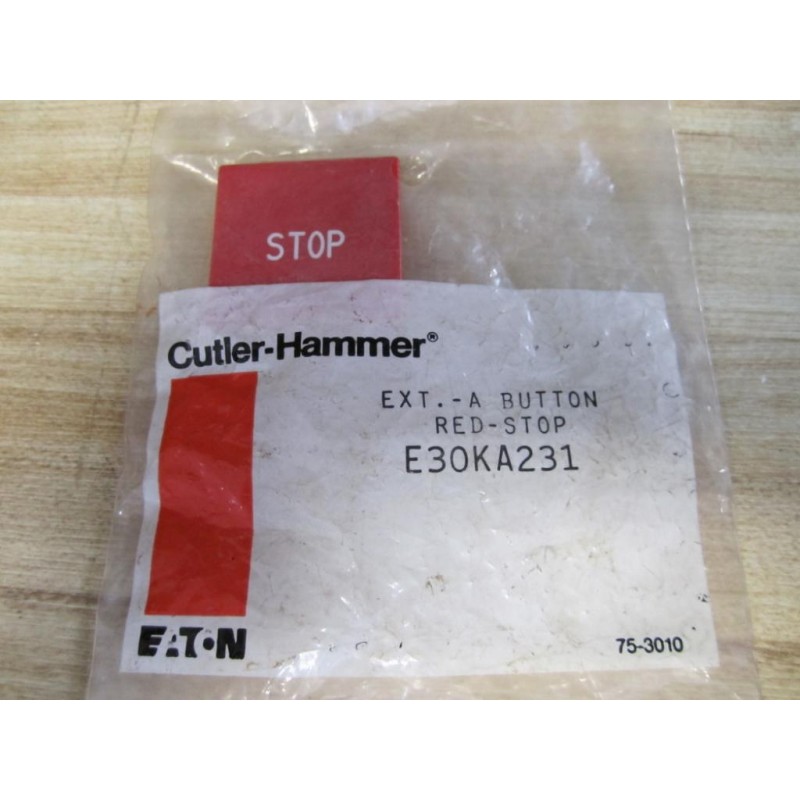 STOP
Cutler-Hammer®
EXT.-A BUTTON
RED-STOP
E30KA231
EATON
75-3010